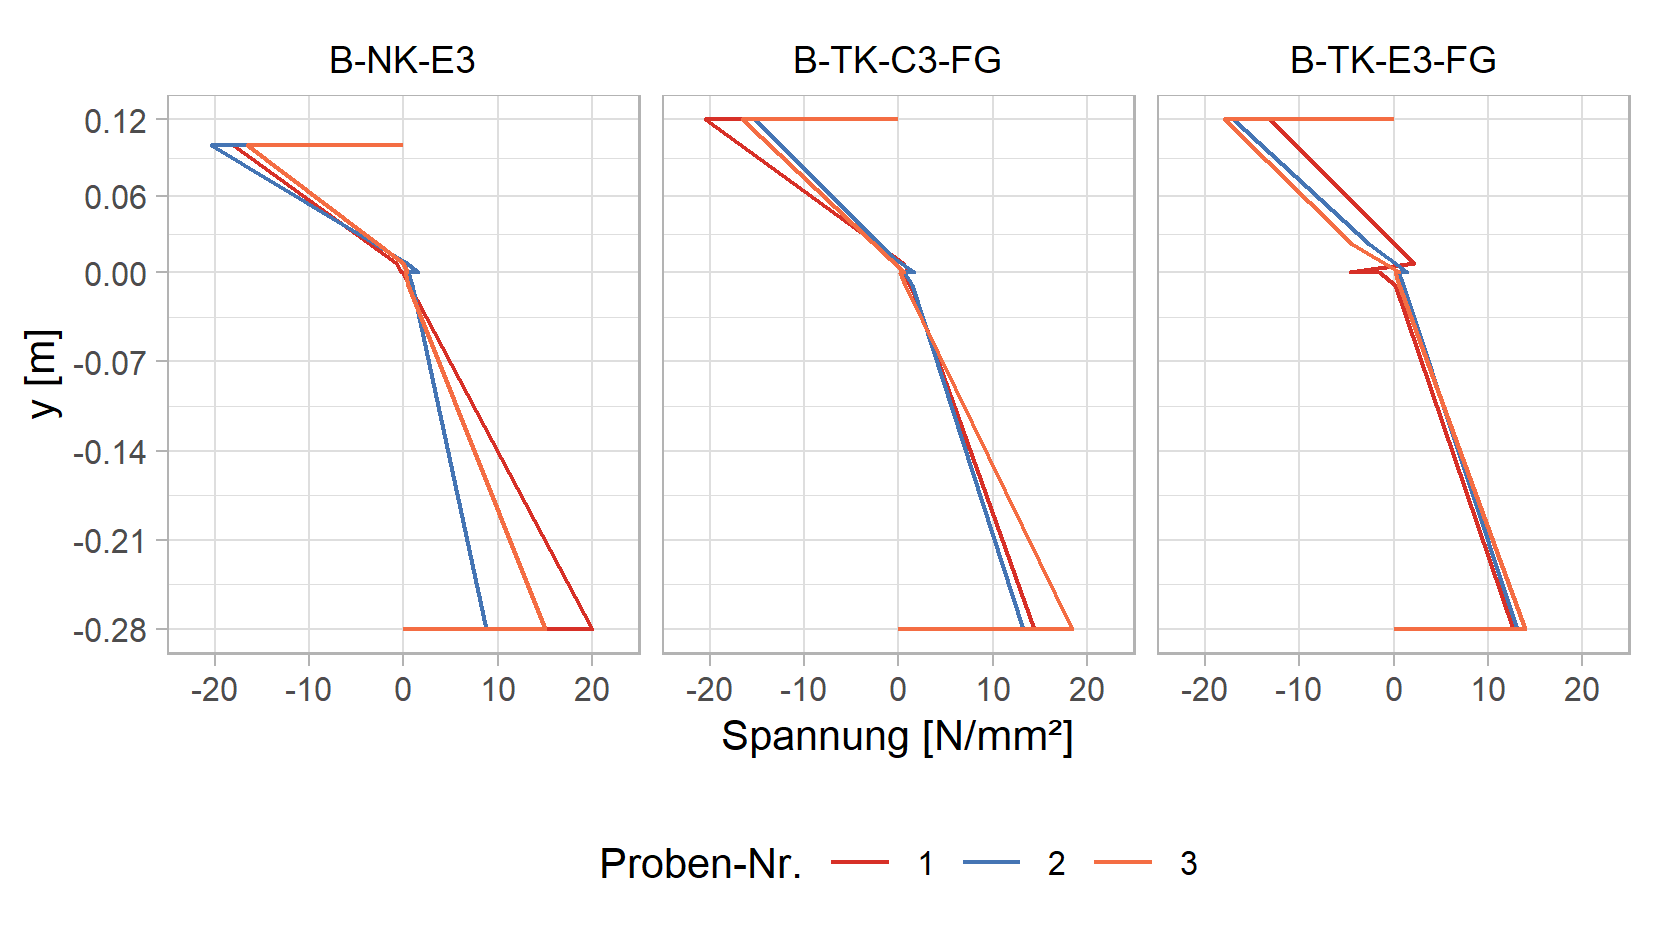 B-NK-E3 B-TK-C3-FG B-TK-E3-FG
y [m]
0.12
0.06
0.00
-0.07
-0.14
-0.21
-0.28
-20 -10 0 10 20 -20 -10 0 10 20 -20 -10 0 10 20
Spannung [N/mm²]
Proben-Nr. 1 2 3